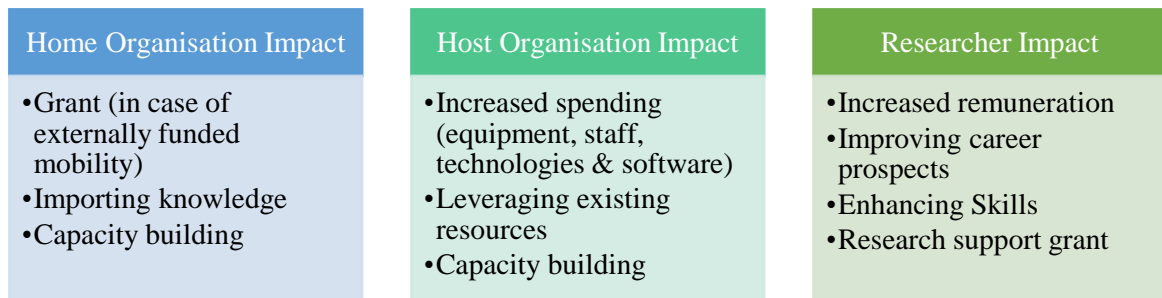 Home Organisation Impact
•Grant (in case of
externally funded
mobility)
•Importing knowledge
•Capacity building
Host Organisation Impact
•Increased spending
(equipment, staff,
technologies & software)
•Leveraging existing
resources
•Capacity building
Researcher Impact
•Increased remuneration
•Improving career
prospects
•Enhancing Skills
•Research support grant